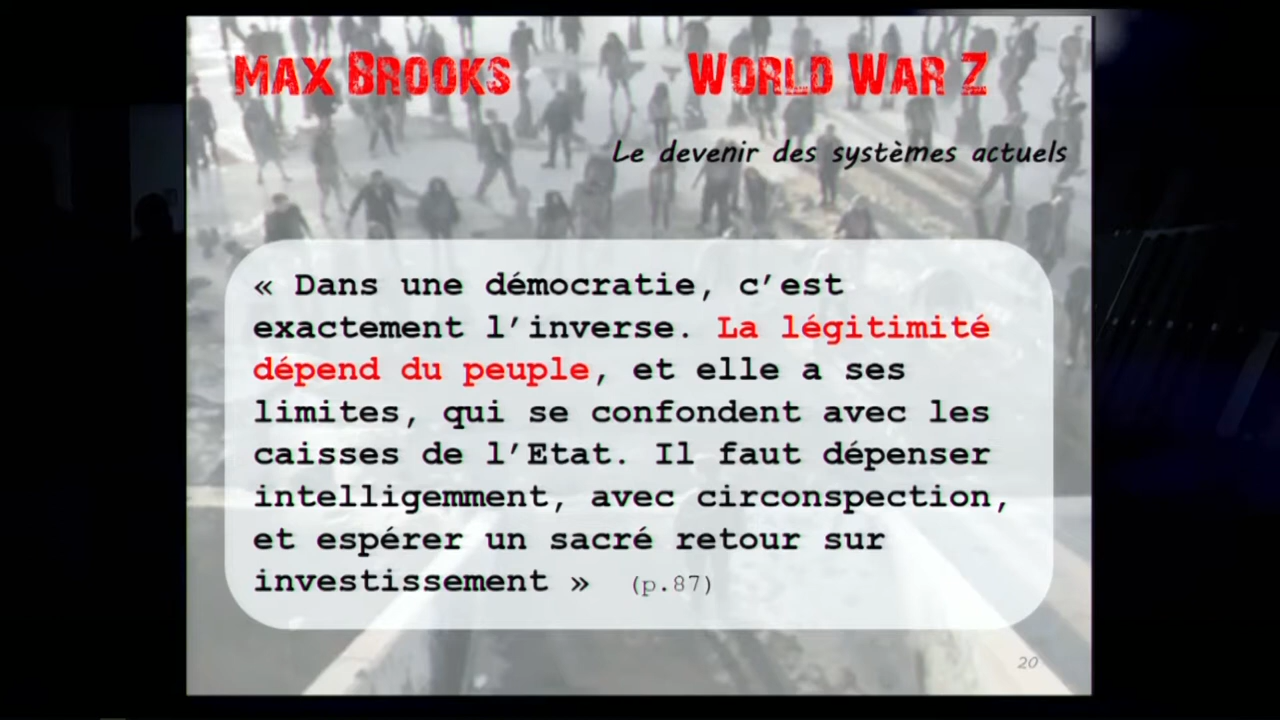 MAX BROOKS WORLD WAR Z
Le devenir des systèmes actuels
« Dans une démocratie, c’est
exactement l’inverse. La légitimité
dépend du peuple, et elle a ses
limites, qui se confondent avec les
caisses de l’Etat. Il faut dépenser
intelligemment, avec circonspection,
et espérer un sacré retour sur
investissement » (p.87)
20